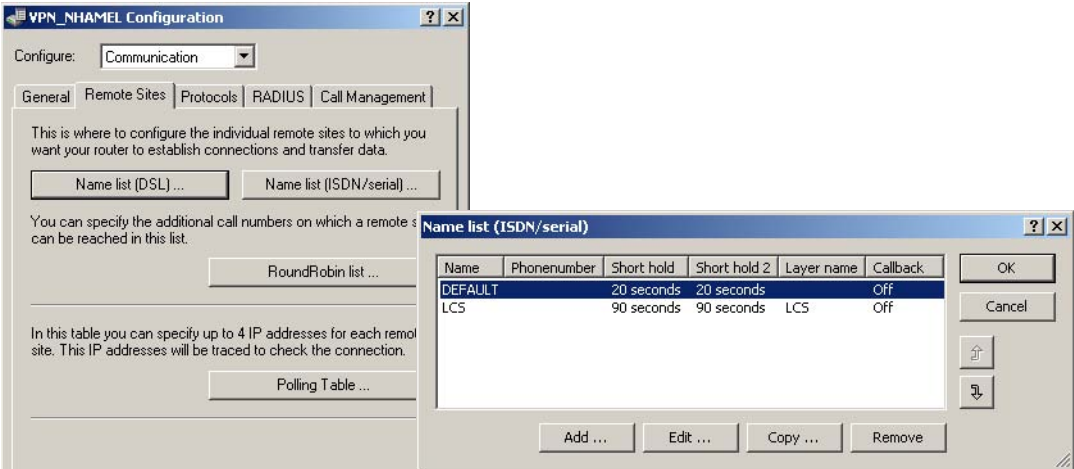 VPN_NHAMEL Configuration
Configure: Communication
General Remote Sites Protocols RADIUS Call Management
This is where to configure the individual remote sites to which you
want your router to establish connections and transfer data.
Name list (DSL) ... Name list (ISDN/serial) ...
You can specify the additional call numbers on which a remote s
can be reached in this list.
RoundRobin list ...
In this table you can specify up to 4 IP addresses for each remo
site. This IP addresses will be traced to check the connection.
Polling Table ...
Name list (ISDN/serial)
Name Phonenumber Short hold Short hold 2 Layer name Callback
DEFAULT 20 seconds 20 seconds Off
LCS 90 seconds 90 seconds LCS Off
OK
Cancel
Add ... Edit ... Copy ... Remove